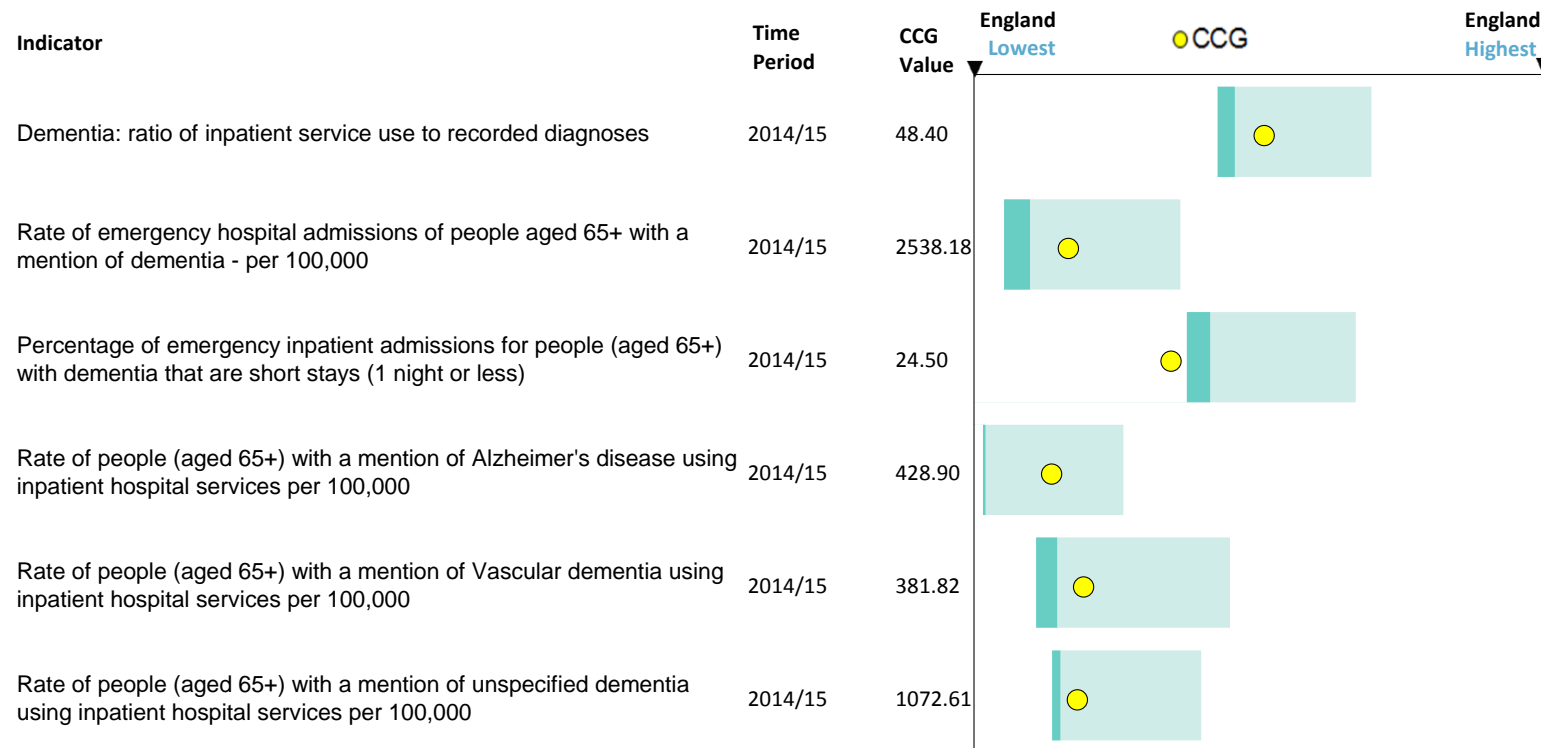 Indicator
Time
Period
CCG
Value
England
Lowest
CCG
England
Highest
Dementia: ratio of inpatient service use to recorded diagnoses
2014/15
48.40
Rate of emergency hospital admissions of people aged 65+ with a
mention of dementia - per 100,000
2014/15
2538.18
Percentage of emergency inpatient admissions for people (aged 65+)
with dementia that are short stays (1 night or less)
2014/15
24.50
Rate of people (aged 65+) with a mention of Alzheimer's disease using
inpatient hospital services per 100,000
2014/15
428.90
Rate of people (aged 65+) with a mention of Vascular dementia using
inpatient hospital services per 100,000
2014/15
381.82
Rate of people (aged 65+) with a mention of unspecified dementia
using inpatient hospital services per 100,000
2014/15
1072.61